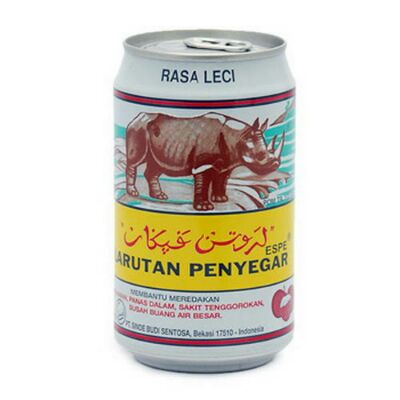 RASA LECI
"لاروتن ڤيڬر"
ESPE
LARUTAN PENYEGAR
MEMBANTU MEREDAKAN
PANAS DALAM, SAKIT TENGGOROKAN,
SUSAH BUANG AIR BESAR.
PT. SINDE BUDI SENTOSA, Bekasi 17510 - Indonesia